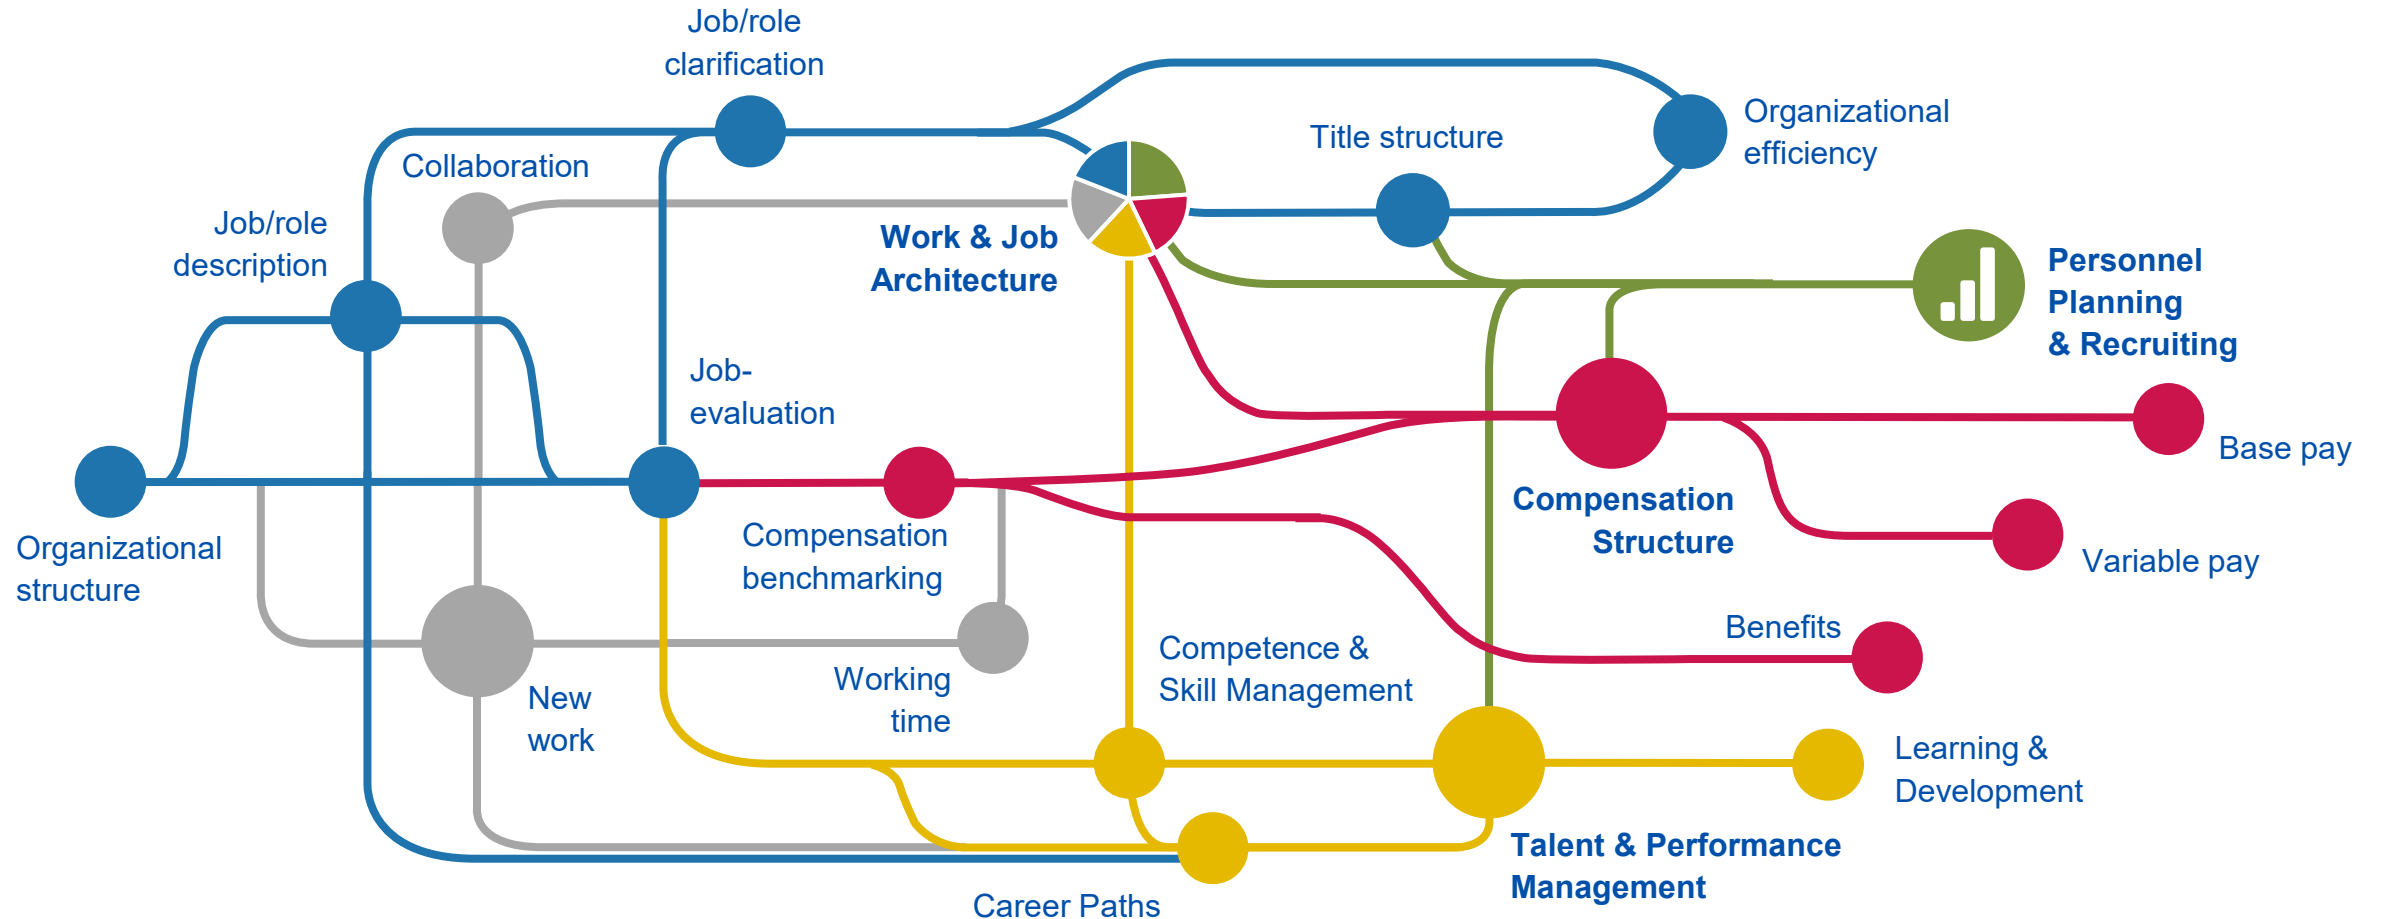 Job/role
clarification
Collaboration
Job/role
description
Work & Job
Architecture
Title structure
Organizational
efficiency
Personnel
Planning
& Recruiting
Job-
evaluation
Base pay
Compensation
Structure
Variable pay
Organizational
structure
Compensation
benchmarking
Benefits
Competence &
Skill Management
Working
time
New
work
Learning &
Development
Talent & Performance
Management
Career Paths